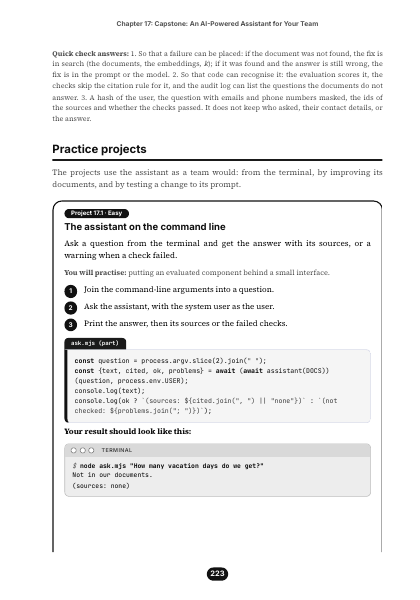 Chapter 17: Capstone: An AI-Powered Assistant for Your Team
Quick check answers: 1. So that a failure can be placed: if the document was not found, the fix is
in search (the documents, the embeddings, k); if it was found and the answer is still wrong, the
fix is in the prompt or the model. 2. So that code can recognise it: the evaluation scores it, the
checks skip the citation rule for it, and the audit log can list the questions the documents do not
answer. 3. A hash of the user, the question with emails and phone numbers masked, the ids of
the sources and whether the checks passed. It does not keep who asked, their contact details, or
the answer.
Practice projects
The projects use the assistant as a team would: from the terminal, by improving its
documents, and by testing a change to its prompt.
Project 17.1 · Easy
The assistant on the command line
Ask a question from the terminal and get the answer with its sources, or a
warning when a check failed.
You will practise: putting an evaluated component behind a small interface.
1 Join the command-line arguments into a question.
2 Ask the assistant, with the system user as the user.
3 Print the answer, then its sources or the failed checks.
ask.mjs (part)
const question = process.argv.slice(2).join(" ");
const {text, cited, ok, problems} = await (await assistant(DOCS))
(question, process.env.USER);
console.log(text);
console.log(ok ? `(sources: ${cited.join(", ") || "none"})` : `(not
checked: ${problems.join("; ")})`);
Your result should look like this:
TERMINAL
$ node ask.mjs "How many vacation days do we get?"
Not in our documents.
(sources: none)
223